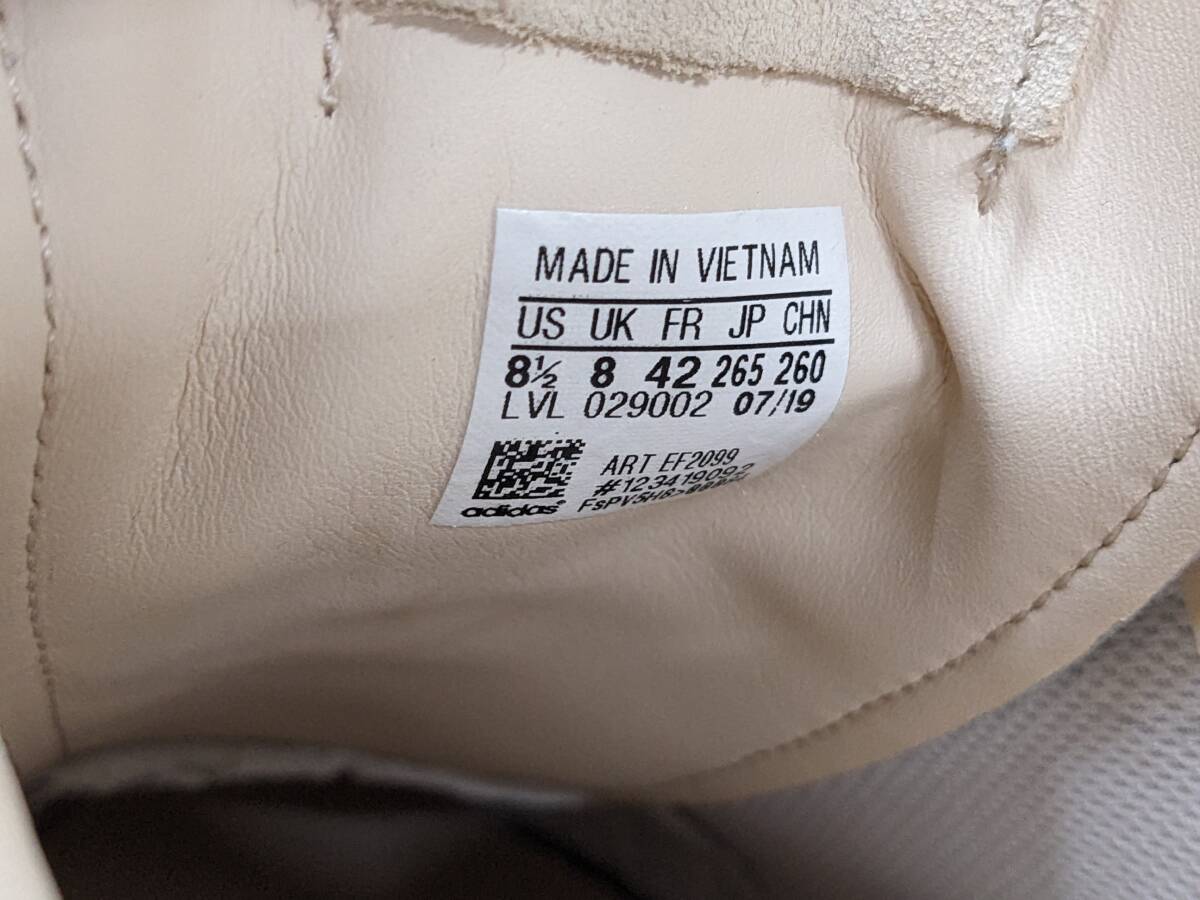 MADE IN VIETNAM
US UK FR JP CHN
8½ 8 42 265 260
LVL 029002 07/19
ART EF2099
#123419092
adidas